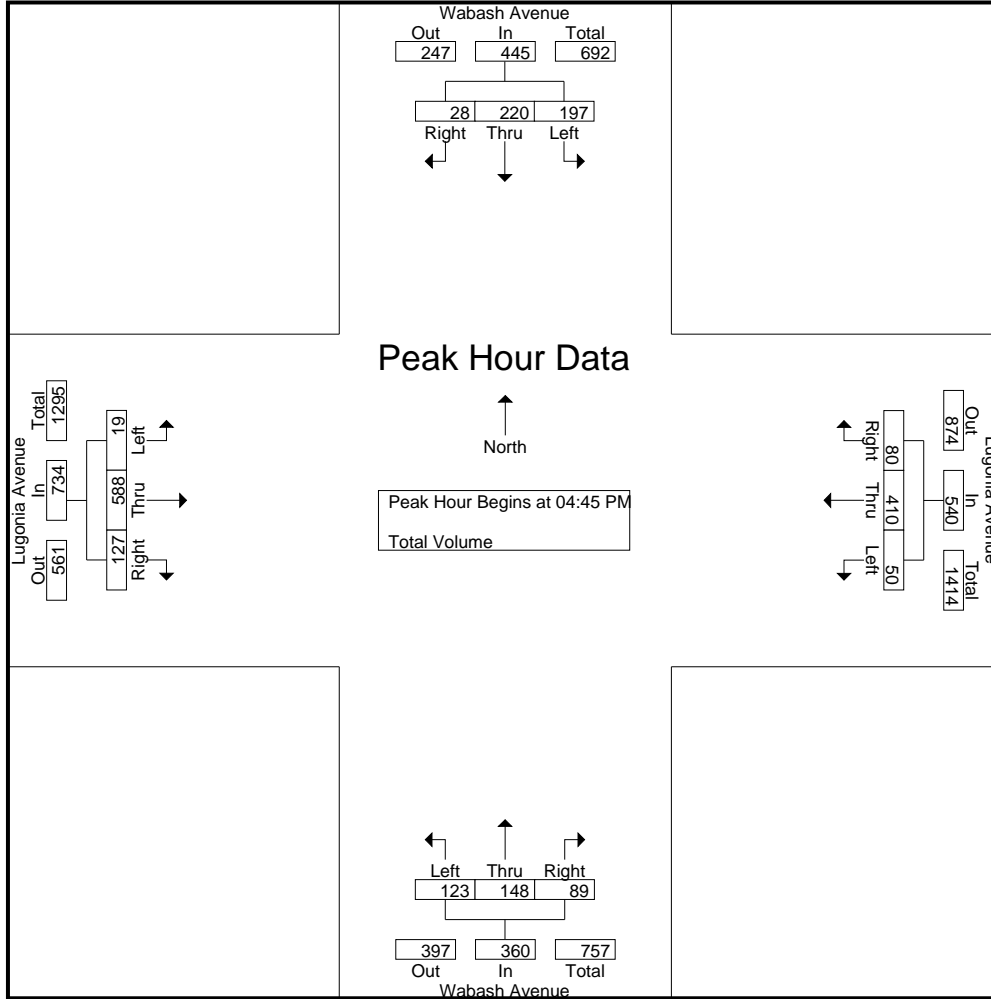 Wabash Avenue
Out In Total
247 445 692
28 220 197
Right Thru Left
Peak Hour Data
North
Peak Hour Begins at 04:45 PM
Total Volume
Lugonia Avenue
Total In Out
1295 734 561
19 588 127
Left Thru Right
Lugonia Avenue
Out In Total
874 540 1414
80 410 50
Right Thru Left
Left Thru Right
123 148 89
397 360 757
Out In Total
Wabash Avenue